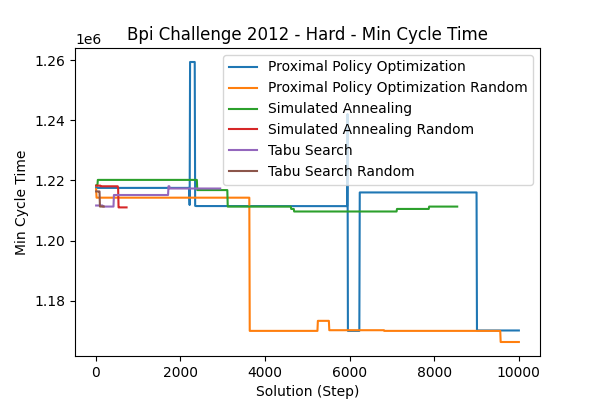 Bpi Challenge 2012 - Hard - Min Cycle Time
1e6
1.26
1.24
1.22
1.20
1.18
Min Cycle Time
Proximal Policy Optimization
Proximal Policy Optimization Random
Simulated Annealing
Simulated Annealing Random
Tabu Search
Tabu Search Random
0 2000 4000 6000 8000 10000
Solution (Step)